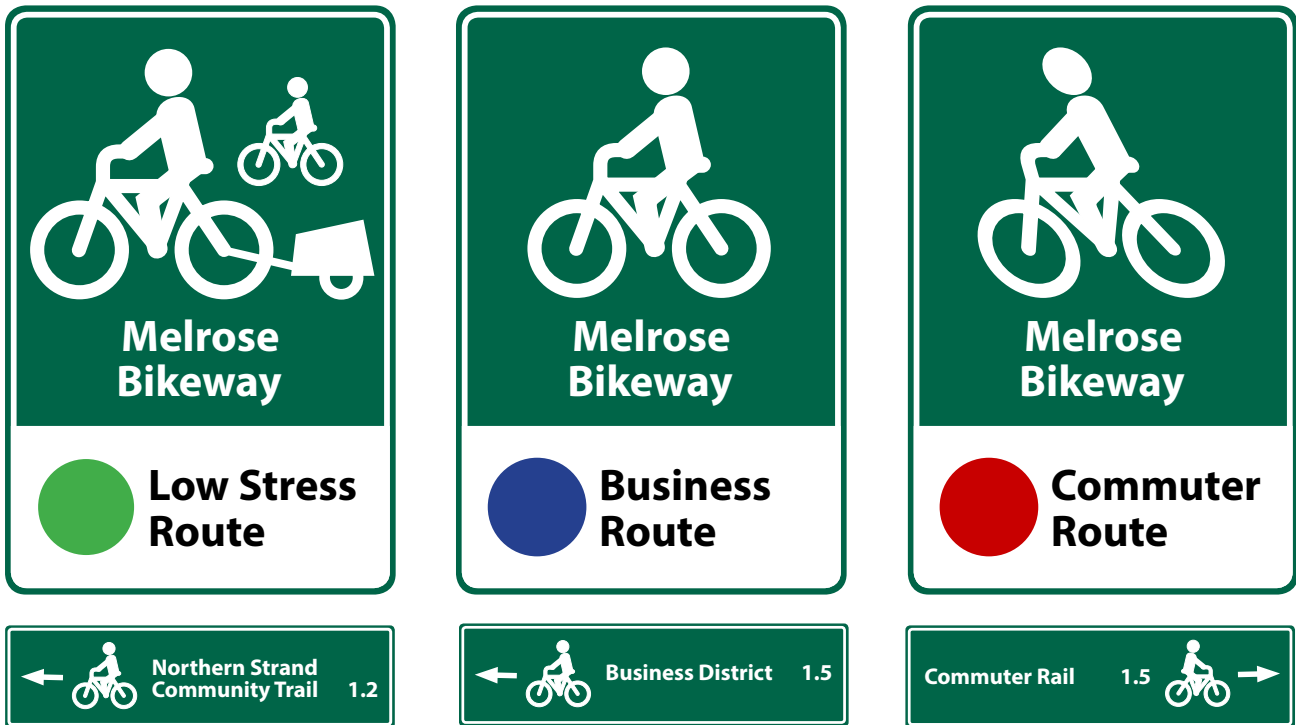 Melrose
Bikeway
Low Stress
Route
Melrose
Bikeway
Business
Route
Melrose
Bikeway
Commuter
Route
Northern Strand
Community Trail 1.2
Business District 1.5
Commuter Rail 1.5